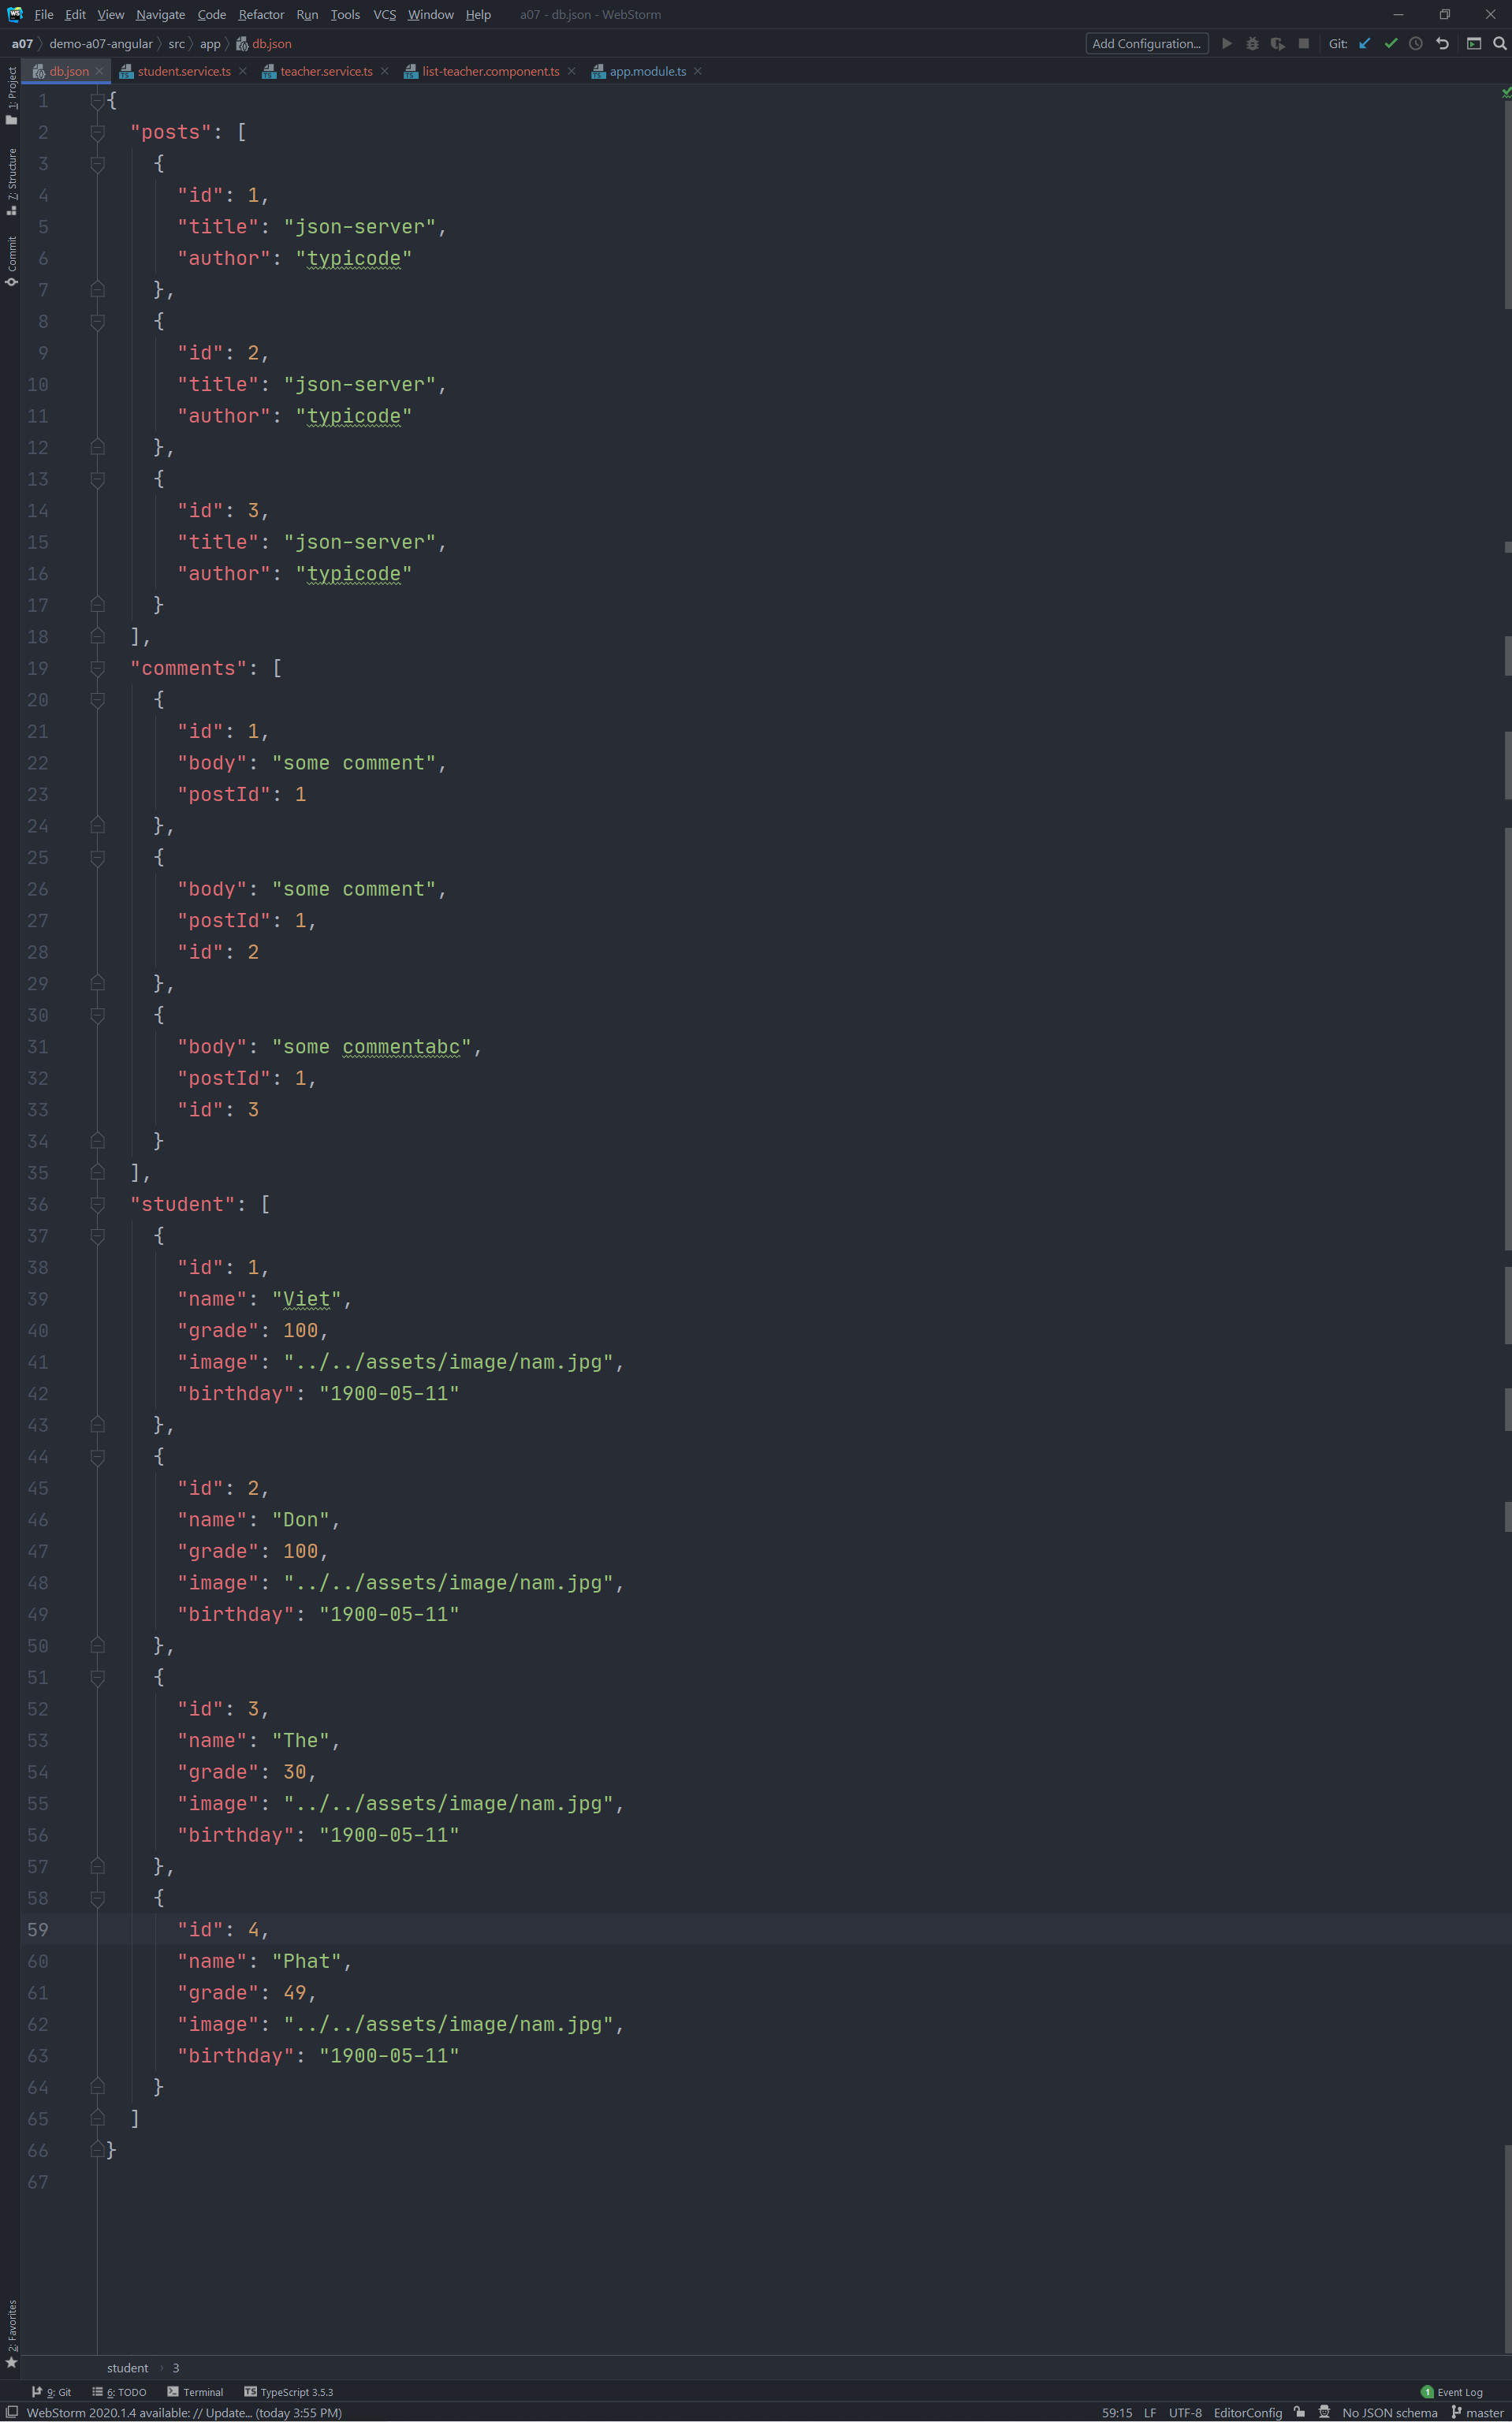 File Edit View Navigate Code Refactor Run Tools VCS Window Help a07 - db.json - WebStorm
a07 demo-a07-angular src app db.json Add Configuration... Git:
db.json student.service.ts teacher.service.ts list-teacher.component.ts app.module.ts
1: Project
7: Structure
Commit
2: Favorites
1 {
2 "posts": [
3 {
4 "id": 1,
5 "title": "json-server",
6 "author": "typicode"
7 },
8 {
9 "id": 2,
10 "title": "json-server",
11 "author": "typicode"
12 },
13 {
14 "id": 3,
15 "title": "json-server",
16 "author": "typicode"
17 }
18 ],
19 "comments": [
20 {
21 "id": 1,
22 "body": "some comment",
23 "postId": 1
24 },
25 {
26 "body": "some comment",
27 "postId": 1,
28 "id": 2
29 },
30 {
31 "body": "some commentabc",
32 "postId": 1,
33 "id": 3
34 }
35 ],
36 "student": [
37 {
38 "id": 1,
39 "name": "Viet",
40 "grade": 100,
41 "image": "../../assets/image/nam.jpg",
42 "birthday": "1900-05-11"
43 },
44 {
45 "id": 2,
46 "name": "Don",
47 "grade": 100,
48 "image": "../../assets/image/nam.jpg",
49 "birthday": "1900-05-11"
50 },
51 {
52 "id": 3,
53 "name": "The",
54 "grade": 30,
55 "image": "../../assets/image/nam.jpg",
56 "birthday": "1900-05-11"
57 },
58 {
59 "id": 4,
60 "name": "Phat",
61 "grade": 49,
62 "image": "../../assets/image/nam.jpg",
63 "birthday": "1900-05-11"
64 }
65 ]
66 }
67
student 3
9: Git 6: TODO Terminal TypeScript 3.5.3 1 Event Log
WebStorm 2020.1.4 available: // Update... (today 3:55 PM) 59:15 LF UTF-8 EditorConfig No JSON schema master